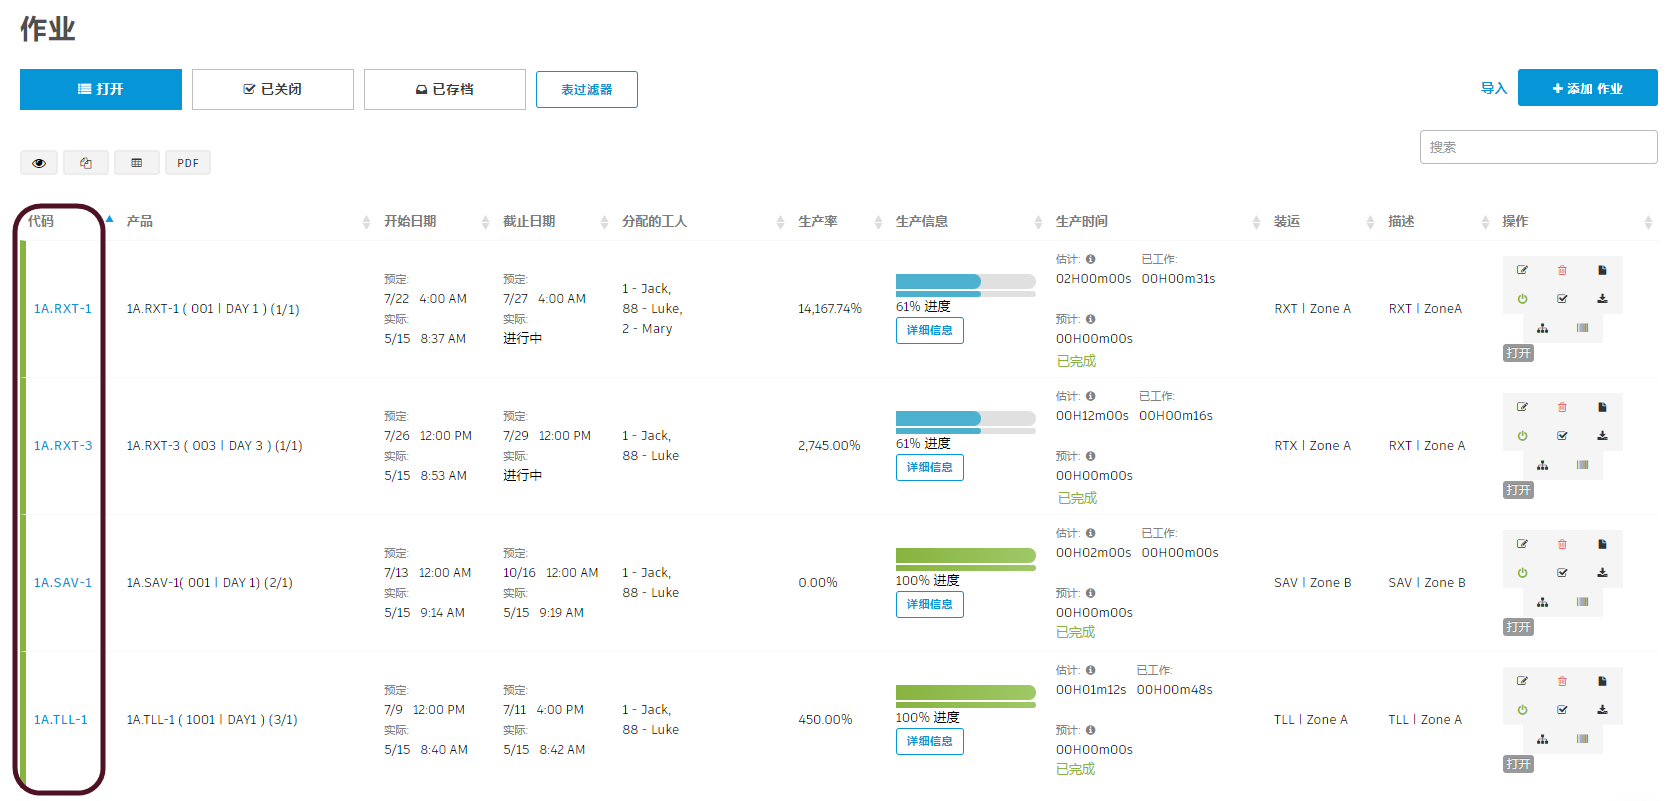 作业
打开 已关闭 已存档 表过滤器 导入 添加 作业
搜索
PDF
代码 产品 开始日期 截止日期 分配的工人 生产率 生产信息 生产时间 装运 描述 操作
1A.RXT-1
1A.RXT-1 ( 001 | DAY 1 ) (1/1)
预定:
7/22 4:00 AM
实际:
5/15 8:37 AM
预定:
7/27 4:00 AM
实际:
进行中
1 - Jack,
88 - Luke,
2 - Mary
14,167.74%
61% 进度
详细信息
估计: 已工作:
02H00m00s 00H00m31s
预计:
00H00m00s
已完成
RXT | Zone A
RXT | ZoneA
打开
1A.RXT-3
1A.RXT-3 ( 003 | DAY 3 ) (1/1)
预定:
7/26 12:00 PM
实际:
5/15 8:53 AM
预定:
7/29 12:00 PM
实际:
进行中
1 - Jack,
88 - Luke
2,745.00%
61% 进度
详细信息
估计: 已工作:
00H12m00s 00H00m16s
预计:
00H00m00s
已完成
RTX | Zone A
RXT | Zone A
打开
1A.SAV-1
1A.SAV-1( 001 | DAY 1) (2/1)
预定:
7/13 12:00 AM
实际:
5/15 9:14 AM
预定:
10/16 12:00 AM
实际:
5/15 9:19 AM
1 - Jack,
88 - Luke
0.00%
100% 进度
详细信息
估计: 已工作:
00H02m00s 00H00m00s
预计:
00H00m00s
已完成
SAV | Zone B
SAV | Zone B
打开
1A.TLL-1
1A.TLL-1 ( 1001 | DAY1 ) (3/1)
预定:
7/9 12:00 PM
实际:
5/15 8:40 AM
预定:
7/11 4:00 PM
实际:
5/15 8:42 AM
1 - Jack,
88 - Luke
450.00%
100% 进度
详细信息
估计: 已工作:
00H01m12s 00H00m48s
预计:
00H00m00s
已完成
TLL | Zone A
TLL | Zone A
打开